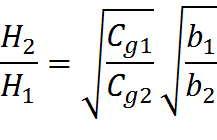 H₂/H₁ = √(C_g1/C_g2) √(b₁/b₂)